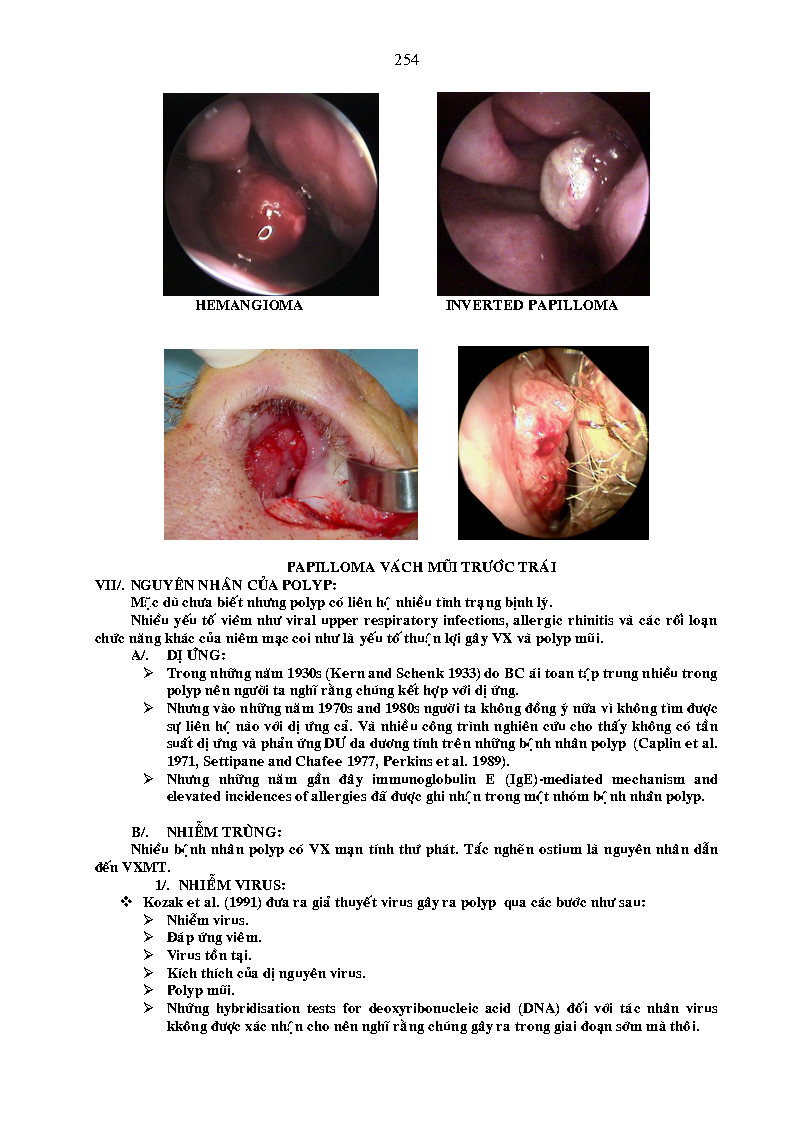 254
HEMANGIOMA
INVERTED PAPILLOMA
PAPILLOMA VÁCH MŨI TRƯỚC TRÁI
VII/. NGUYÊN NHÂN CỦA POLYP:
Mặc dù chưa biết nhưng polyp có liên hệ nhiều tình trạng bịnh lý.
Nhiều yếu tố viêm như viral upper respiratory infections, allergic rhinitis và các rối loạn
chức năng khác của niêm mạc coi như là yếu tố thuận lợi gây VX và polyp mũi.
A/. DỊ ỨNG:
➢ Trong những năm 1930s (Kern and Schenk 1933) do BC ái toan tập trung nhiều trong
polyp nên người ta nghĩ rằng chúng kết hợp với dị ứng.
➢ Nhưng vào những năm 1970s and 1980s người ta không đồng ý nữa vì không tìm được
sự liên hệ nào với dị ứng cả. Và nhiều công trình nghiên cứu cho thấy không có tần
suất dị ứng và phản ứng DƯ da dương tính trên những bệnh nhân polyp (Caplin et al.
1971, Settipane and Chafee 1977, Perkins et al. 1989).
➢ Nhưng những năm gần đây immunoglobulin E (IgE)-mediated mechanism and
elevated incidences of allergies đã được ghi nhận trong một nhóm bệnh nhân polyp.
B/. NHIỄM TRÙNG:
Nhiều bệnh nhân polyp có VX mạn tính thứ phát. Tắc nghẽn ostium là nguyên nhân dẫn
đến VXMT.
1/. NHIỄM VIRUS:
❖ Kozak et al. (1991) đưa ra giả thuyết virus gây ra polyp qua các bước như sau:
➢ Nhiễm virus.
➢ Đáp ứng viêm.
➢ Virus tồn tại.
➢ Kích thích của dị nguyên virus.
➢ Polyp mũi.
➢ Những hybridisation tests for deoxyribonucleic acid (DNA) đối với tác nhân virus
kkông được xác nhận cho nên nghĩ rằng chúng gây ra trong giai đoạn sớm mà thôi.